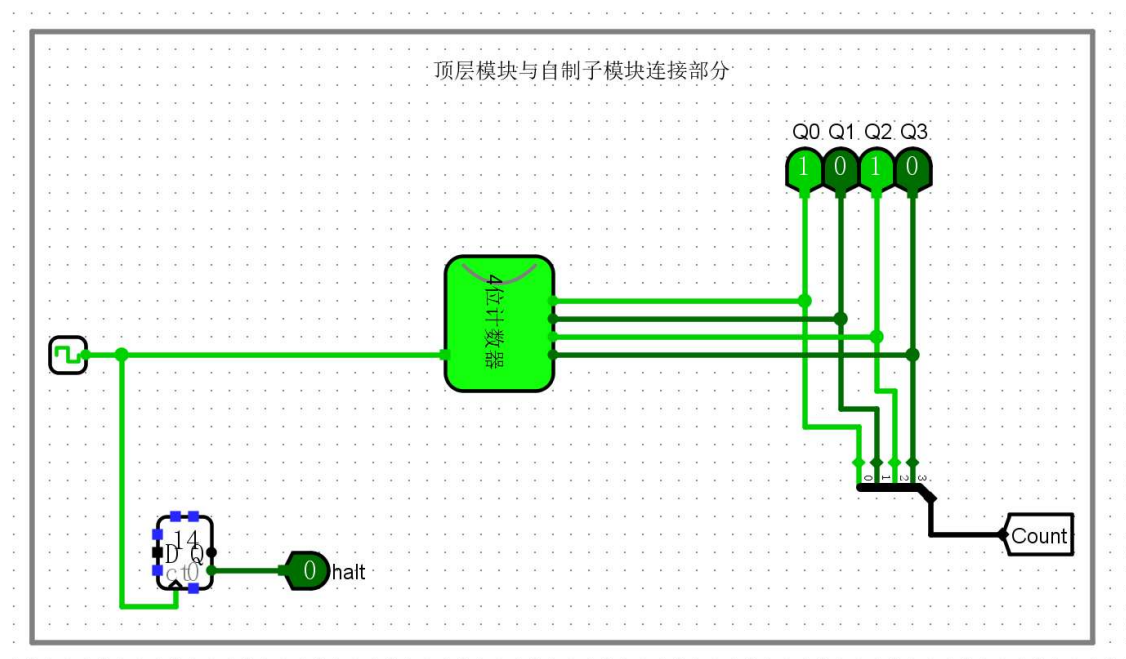 顶层模块与自制子模块连接部分
Q0 Q1 Q2 Q3
1 0 1 0
4位计数器
0 1 2 3
Count
14
D Q
ct0
0 halt